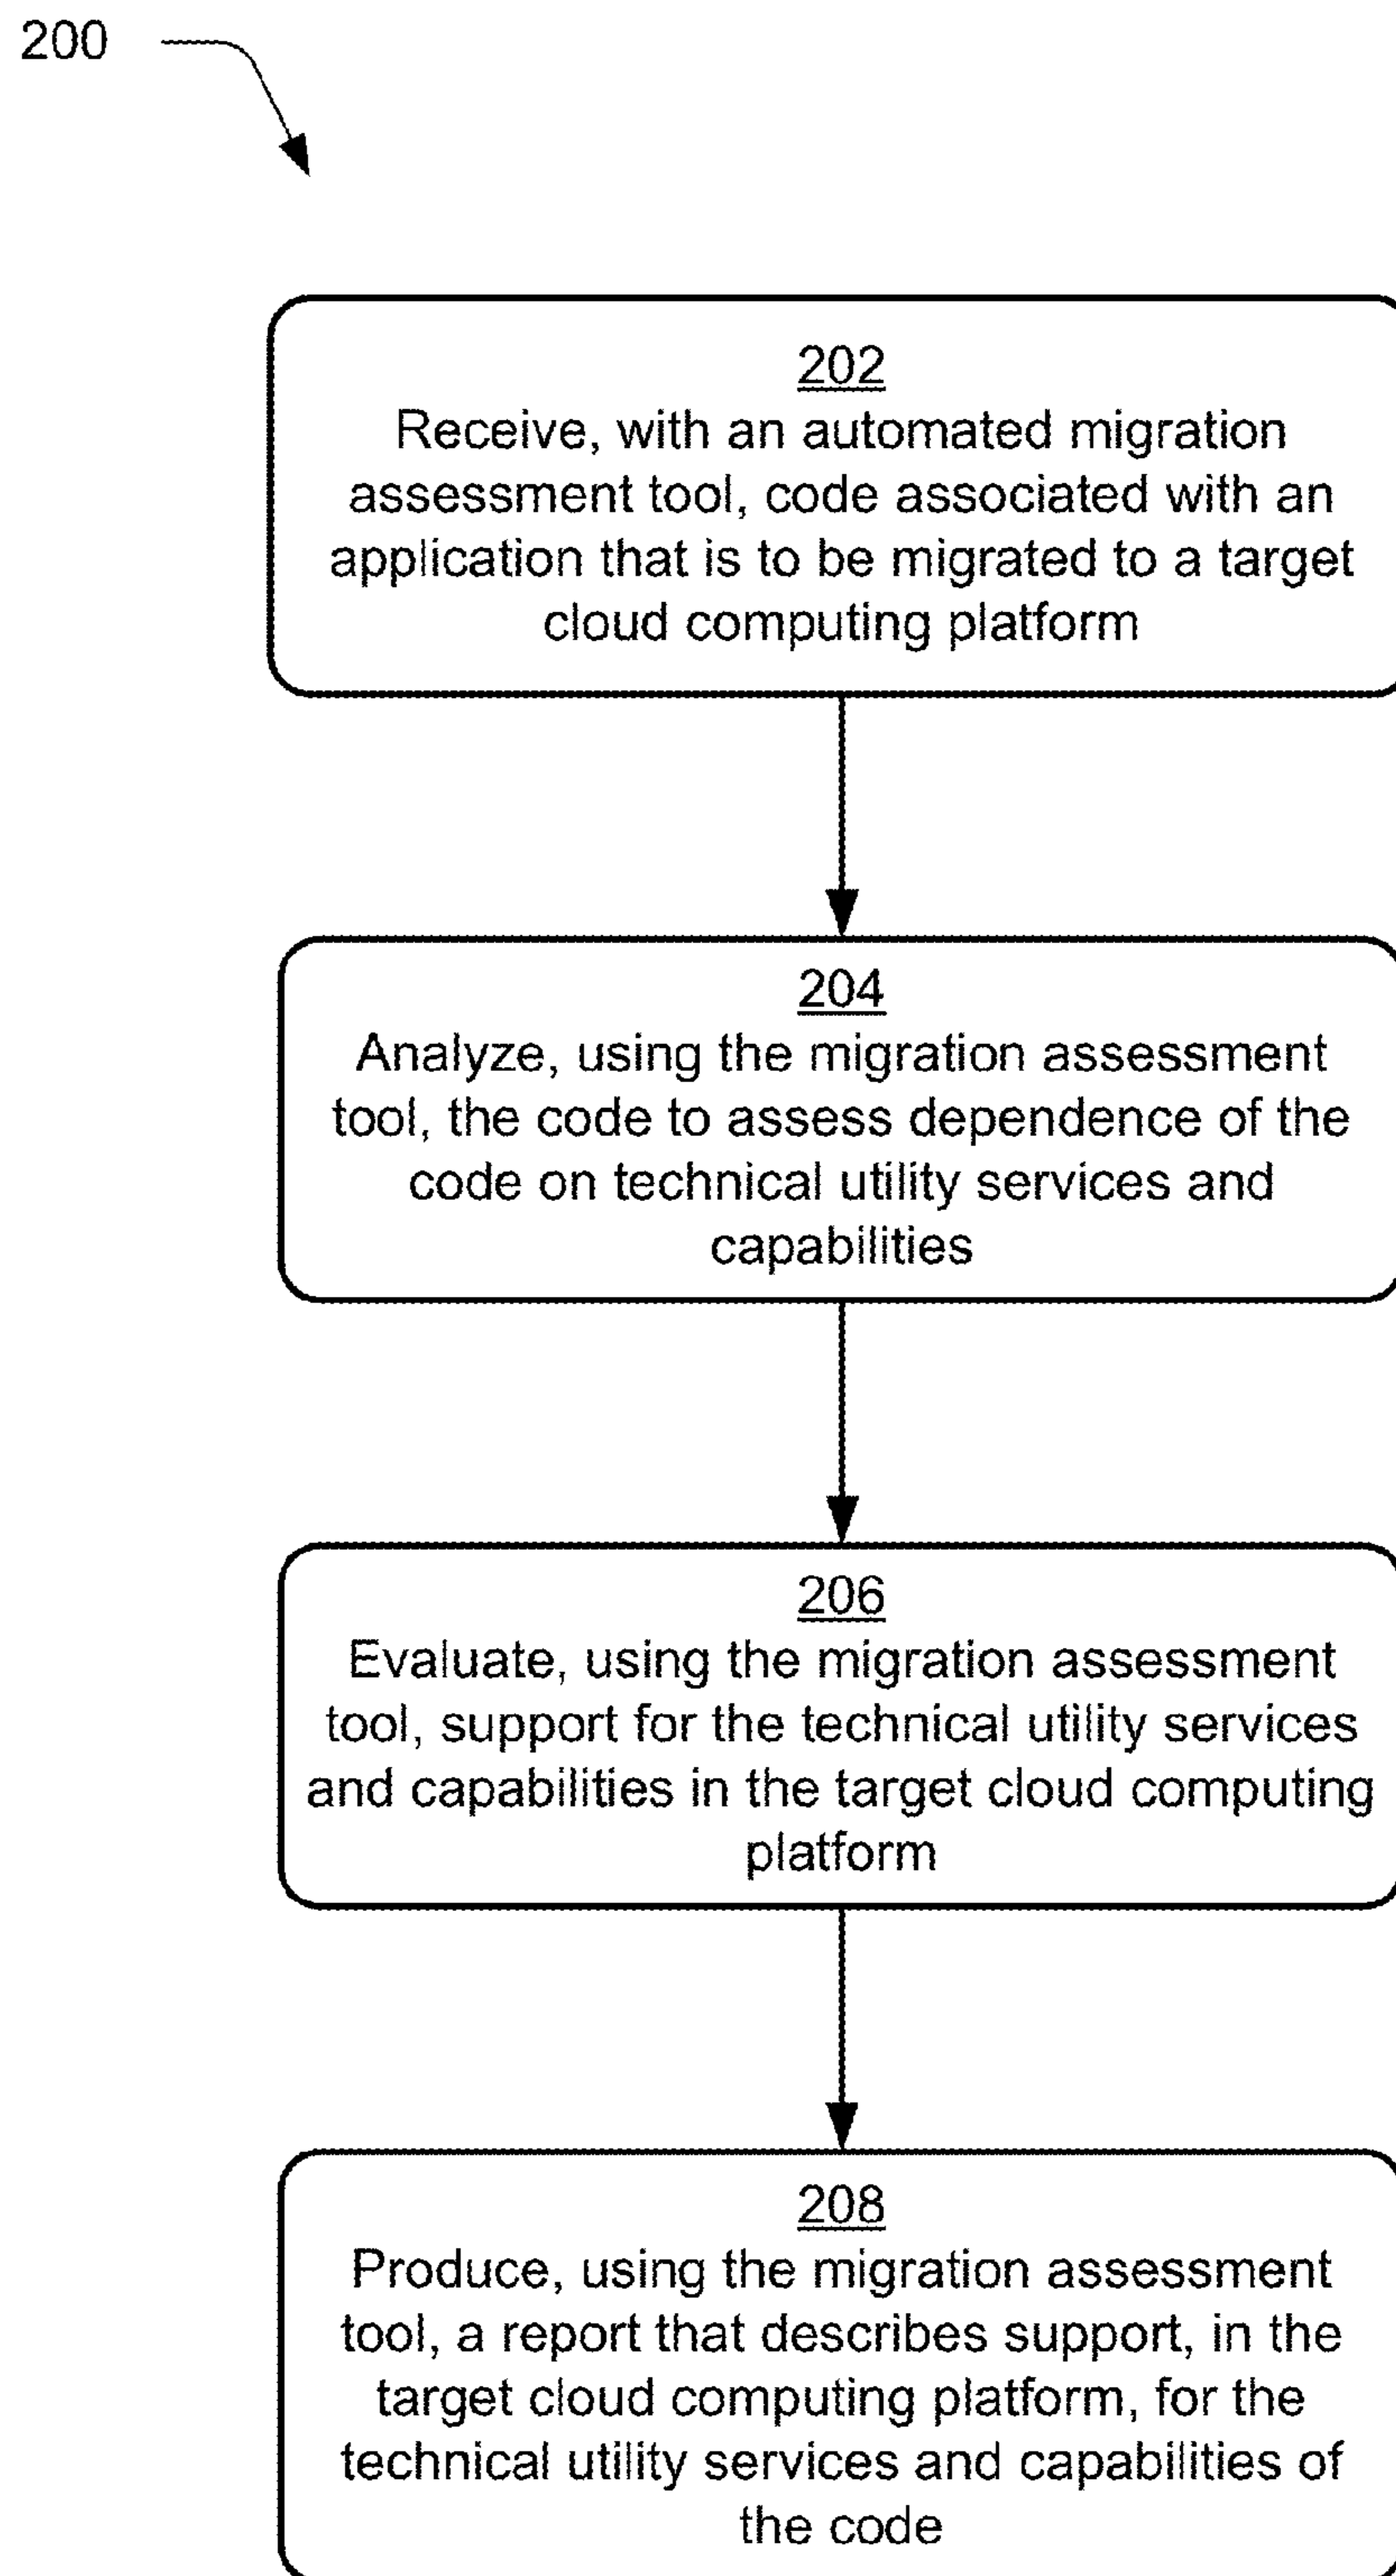 200
202
Receive, with an automated migration
assessment tool, code associated with an
application that is to be migrated to a target
cloud computing platform
204
Analyze, using the migration assessment
tool, the code to assess dependence of the
code on technical utility services and
capabilities
206
Evaluate, using the migration assessment
tool, support for the technical utility services
and capabilities in the target cloud computing
platform
208
Produce, using the migration assessment
tool, a report that describes support, in the
target cloud computing platform, for the
technical utility services and capabilities of
the code